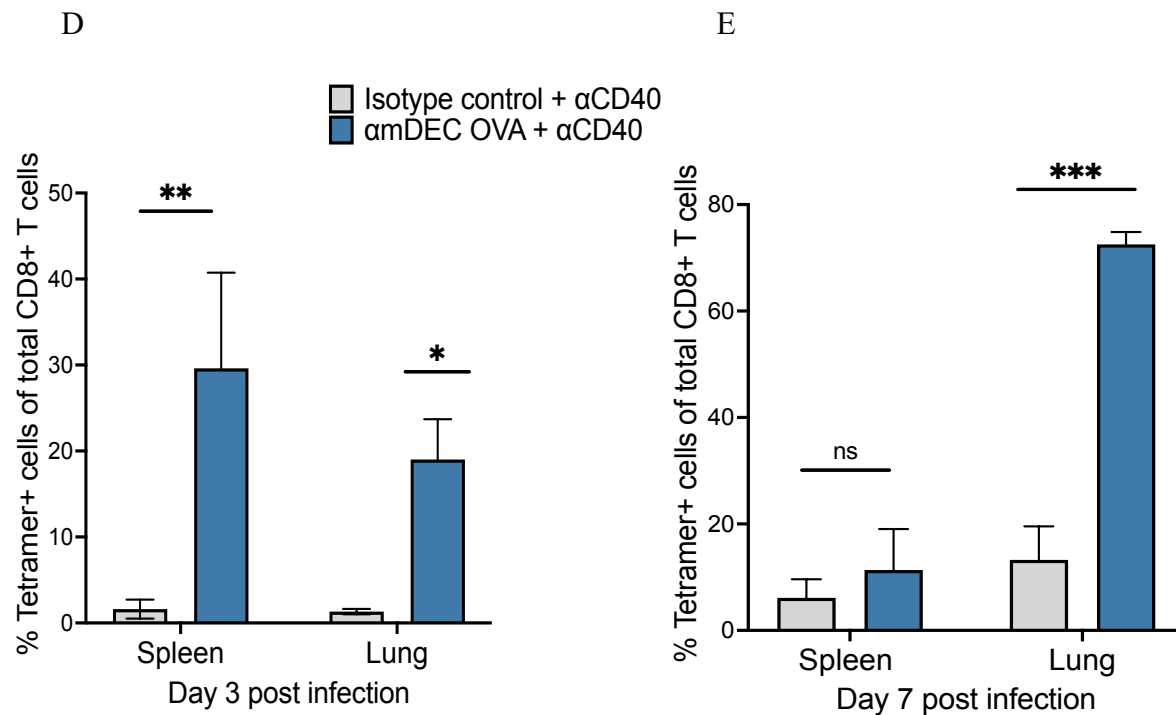 D
E
Isotype control + αCD40
αmDEC OVA + αCD40
% Tetramer+ cells of total CD8+ T cells
50
40
30
20
10
0
**
*
Spleen
Lung
Day 3 post infection
% Tetramer+ cells of total CD8+ T cells
80
60
40
20
0
ns
***
Spleen
Lung
Day 7 post infection